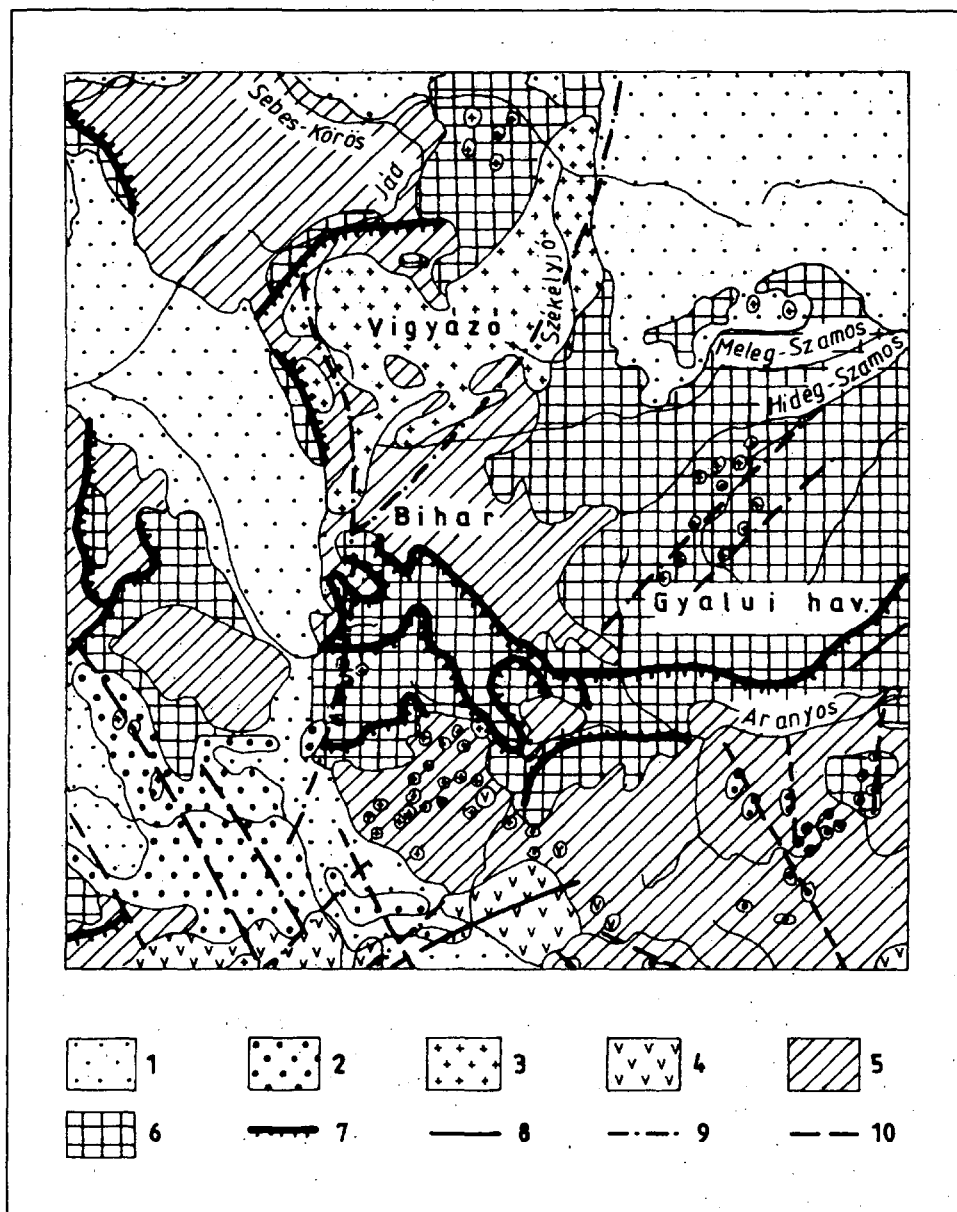 Sebes-Körös
Jád
Székelyjó
Vigyázó
Meleg-Szamos
Hideg-Szamos
Bihar
Gyalui hav.
Aranyos
1 2 3 4 5
6 7 8 9 10